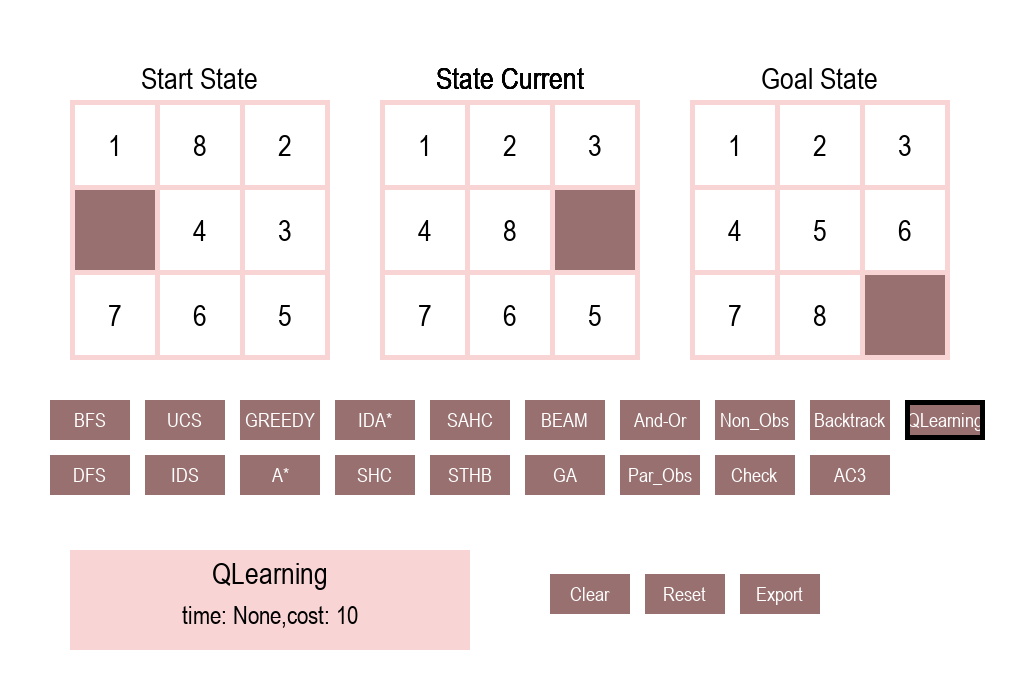 Start State State Current Goal State
1 8 2 1 2 3 1 2 3
4 3 4 8 4 5 6
7 6 5 7 6 5 7 8
BFS UCS GREEDY IDA* SAHC BEAM And-Or Non_Obs Backtrack QLearning
DFS IDS A* SHC STHB GA Par_Obs Check AC3
QLearning
time: None,cost: 10
Clear Reset Export